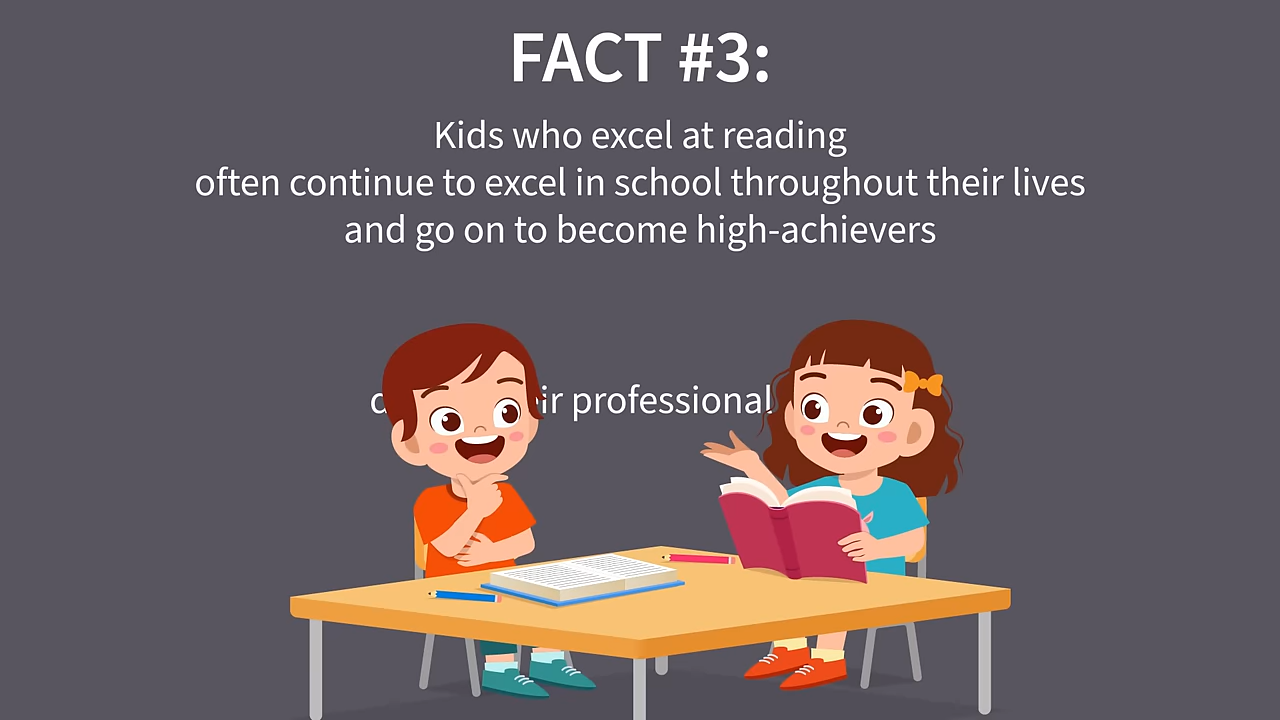 FACT #3:
Kids who excel at reading
often continue to excel in school throughout their lives
and go on to become high-achievers
professional